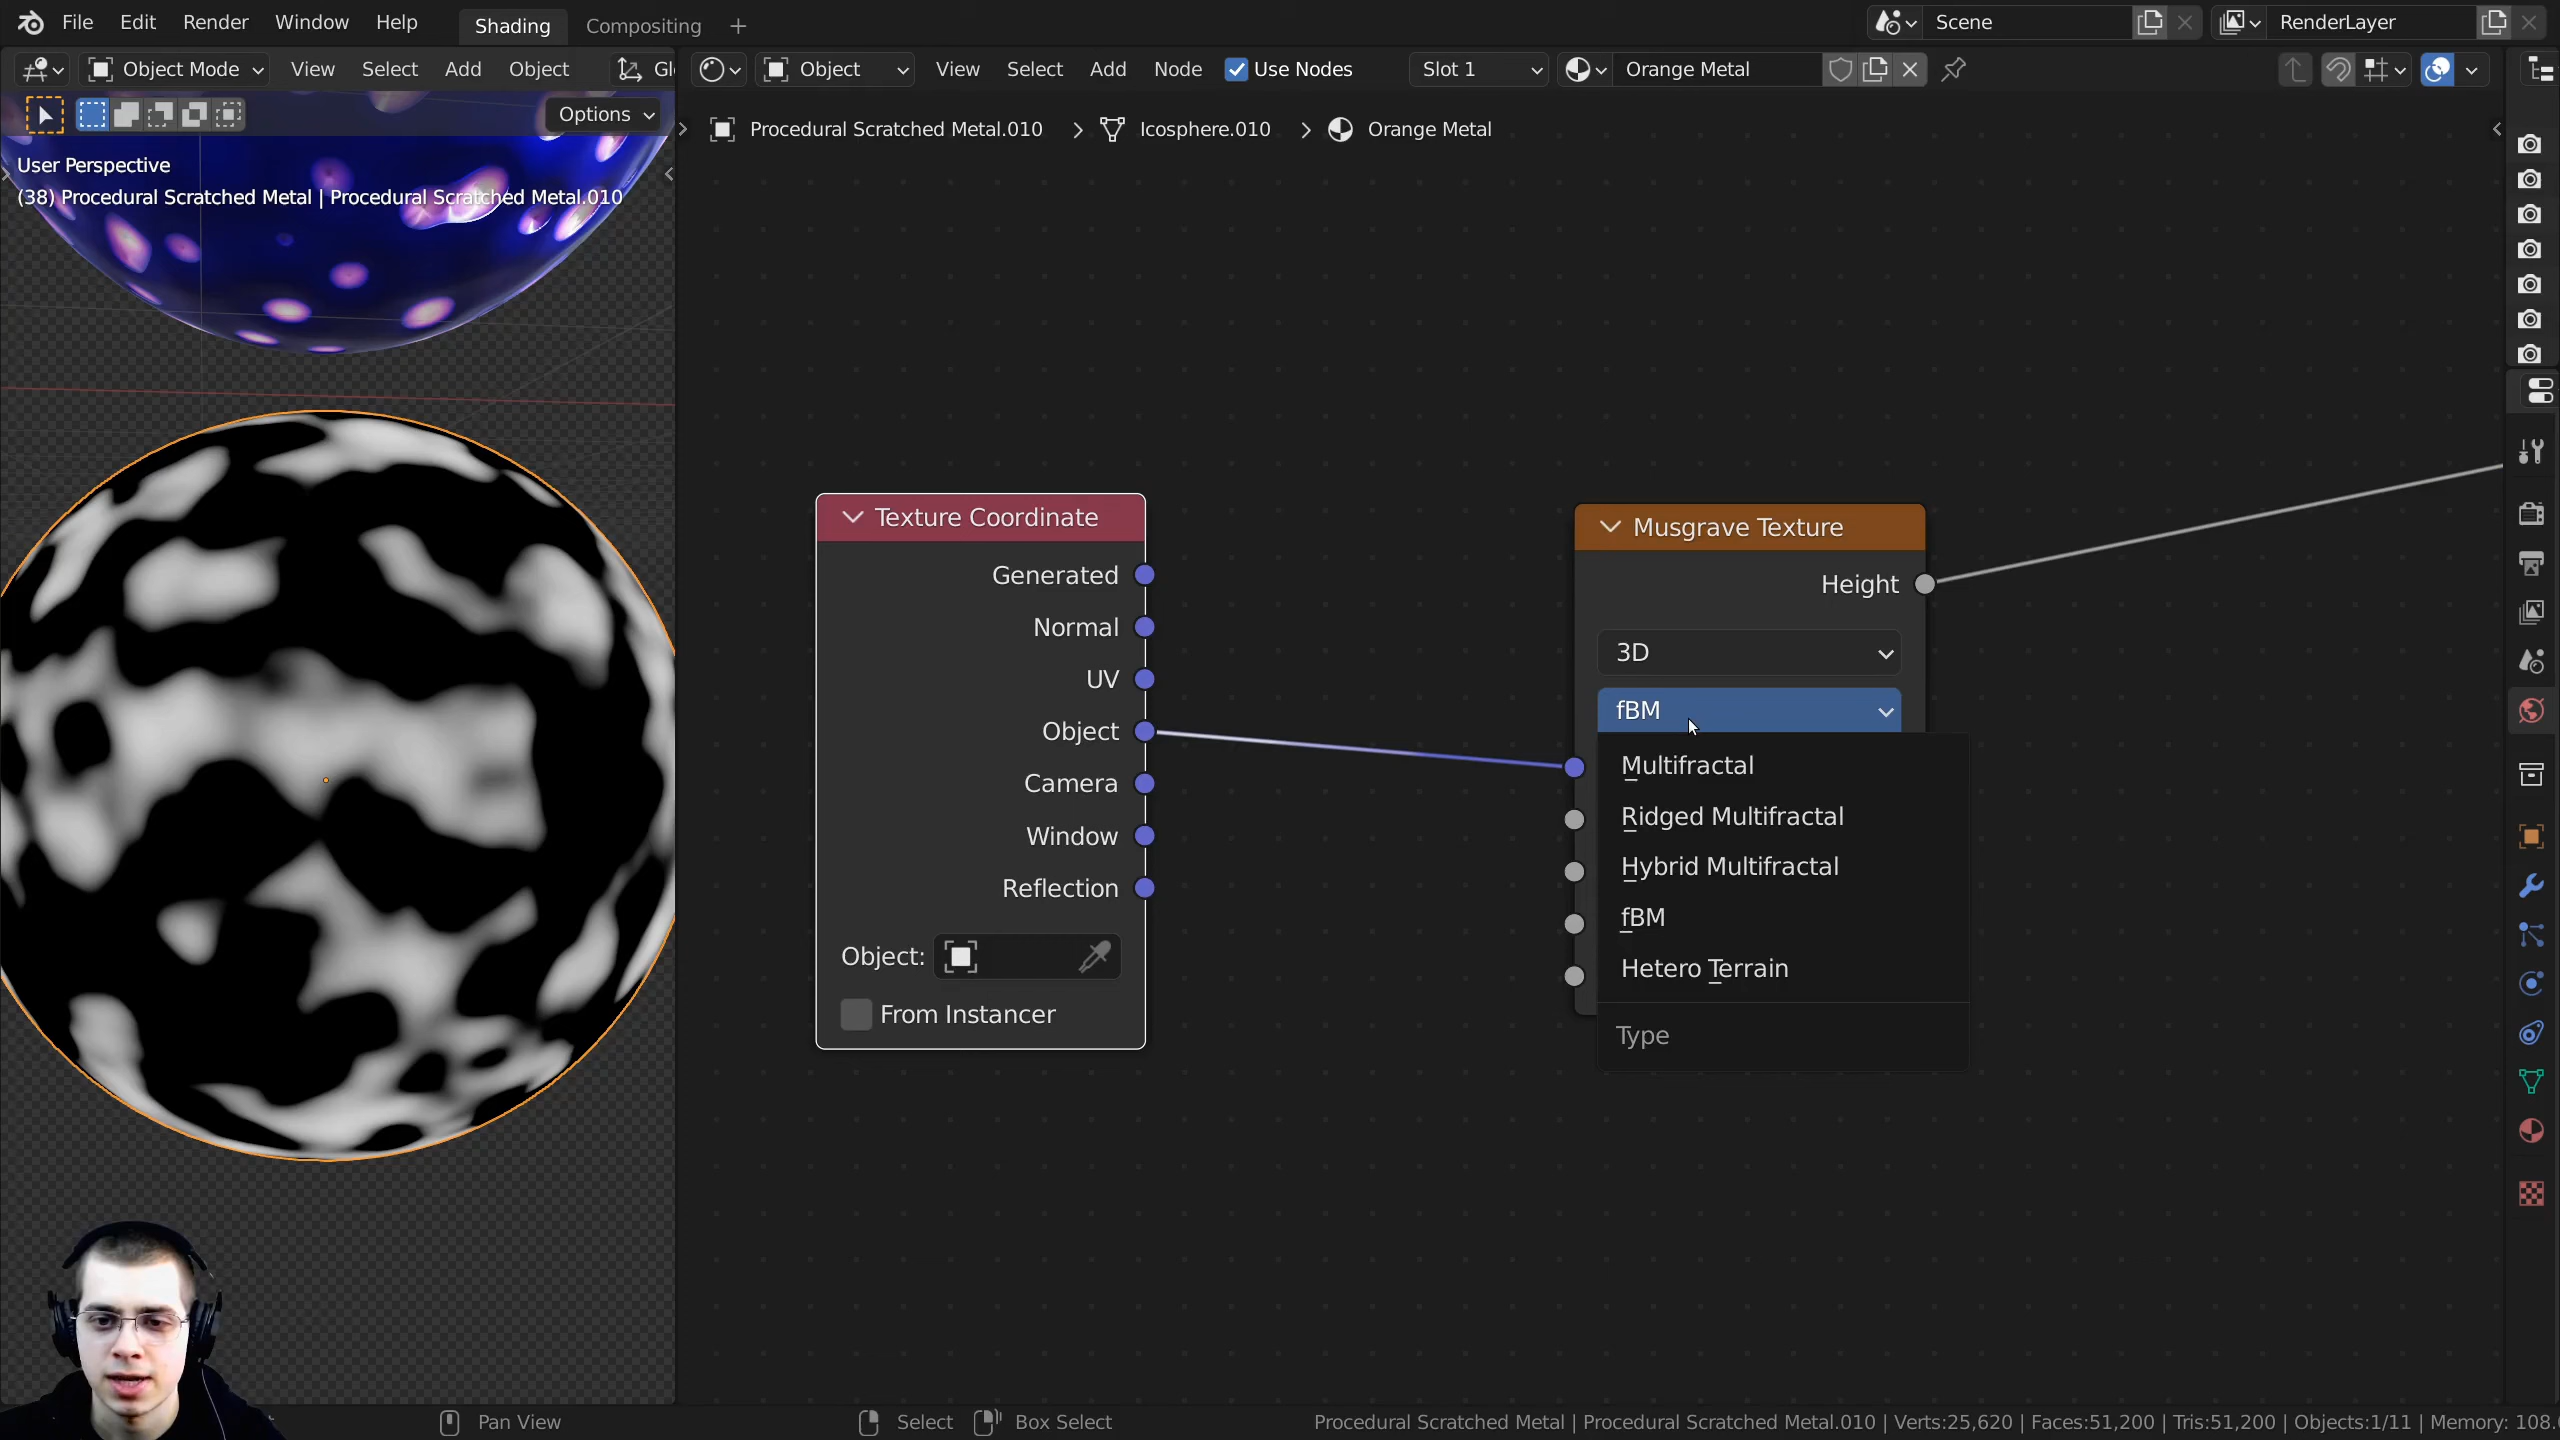 File Edit Render Window Help Shading Compositing + Scene RenderLayer
Object Mode View Select Add Object Gl Object View Select Add Node Use Nodes Slot 1 Orange Metal
Options
Procedural Scratched Metal.010 > Icosphere.010 > Orange Metal
User Perspective
(38) Procedural Scratched Metal | Procedural Scratched Metal.010
Texture Coordinate
Generated
Normal
UV
Object
Camera
Window
Reflection
Object:
From Instancer
Musgrave Texture
Height
3D
fBM
Multifractal
Ridged Multifractal
Hybrid Multifractal
fBM
Hetero Terrain
Type
Pan View Select Box Select Procedural Scratched Metal | Procedural Scratched Metal.010 | Verts:25,620 | Faces:51,200 | Tris:51,200 | Objects:1/11 | Memory: 108.